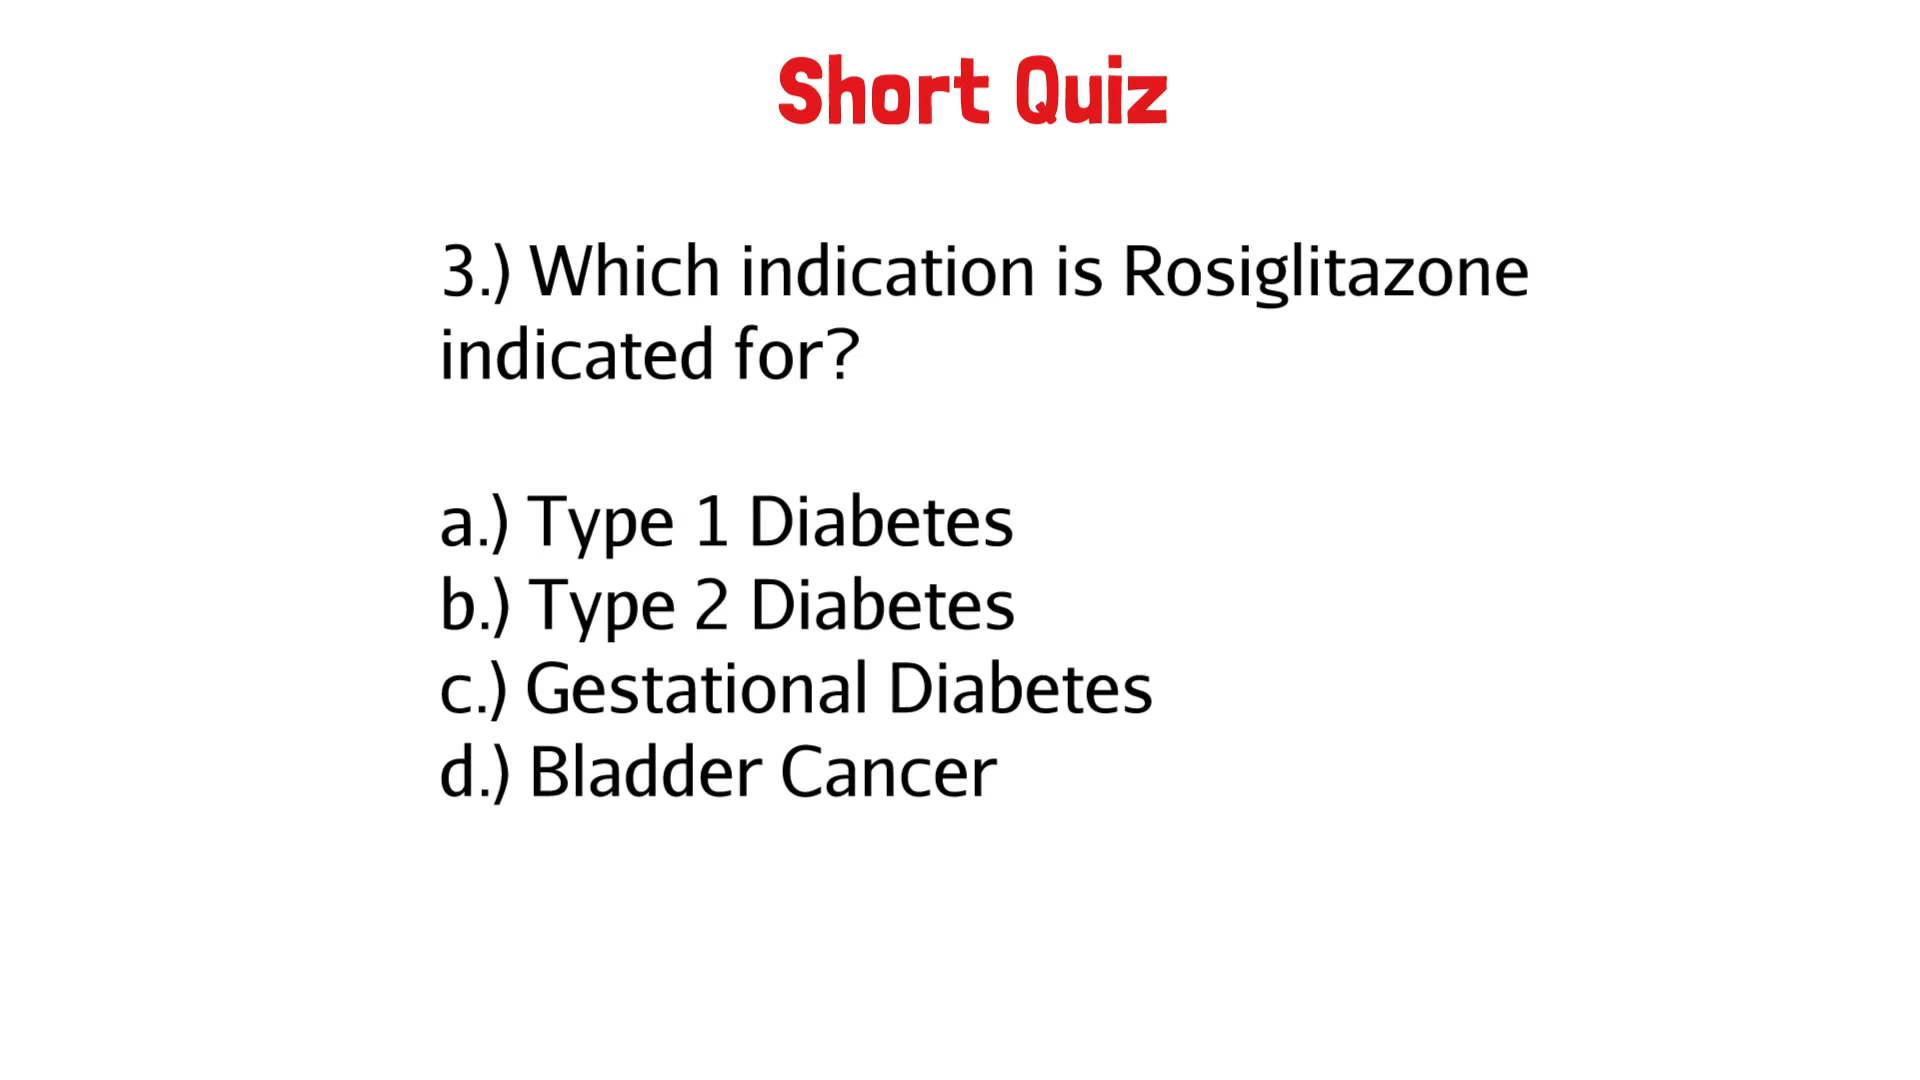 Short Quiz
3.) Which indication is Rosiglitazone
indicated for?
a.) Type 1 Diabetes
b.) Type 2 Diabetes
c.) Gestational Diabetes
d.) Bladder Cancer